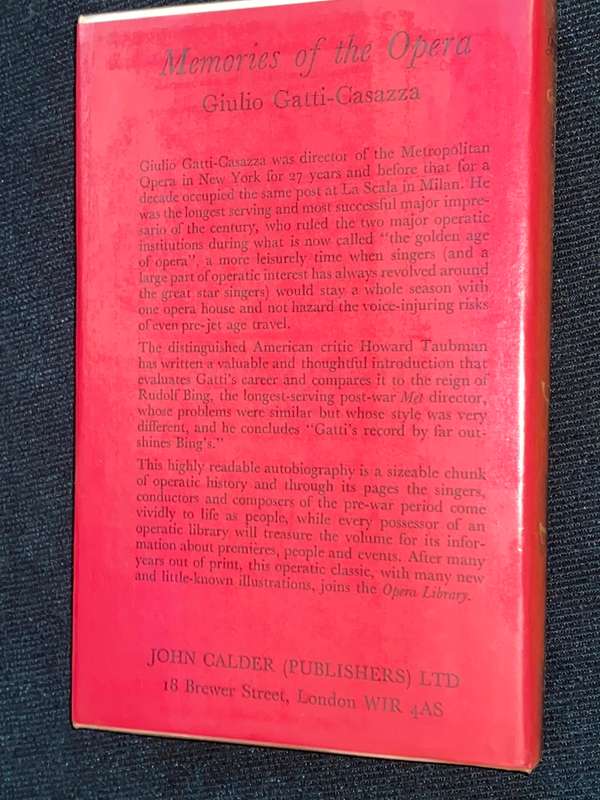 Memories of the Opera
Giulio Gatti-Casazza
Giulio Gatti-Casazza was director of the Metropolitan
Opera in New York for 27 years and before that for a
decade occupied the same post at La Scala in Milan. He
was the longest serving and most successful major impre-
sario of the century, who ruled the two major operatic
institutions during what is now called "the golden age
of opera", a more leisurely time when singers (and a
large part of operatic interest has always revolved around
the great star singers) would stay a whole season with
one opera house and not hazard the voice-injuring risks
of even pre-jet age travel.
The distinguished American critic Howard Taubman
has written a valuable and thoughtful introduction that
evaluates Gatti's career and compares it to the reign of
Rudolf Bing, the longest-serving post-war Met director,
whose problems were similar but whose style was very
different, and he concludes "Gatti's record by far out-
shines Bing's."
This highly readable autobiography is a sizeable chunk
of operatic history and through its pages the singers,
conductors and composers of the pre-war period come
vividly to life as people, while every possessor of an
operatic library will treasure the volume for its infor-
mation about premières, people and events. After many
years out of print, this operatic classic, with many new
and little-known illustrations, joins the Opera Library.
JOHN CALDER (PUBLISHERS) LTD
18 Brewer Street, London WIR 4AS